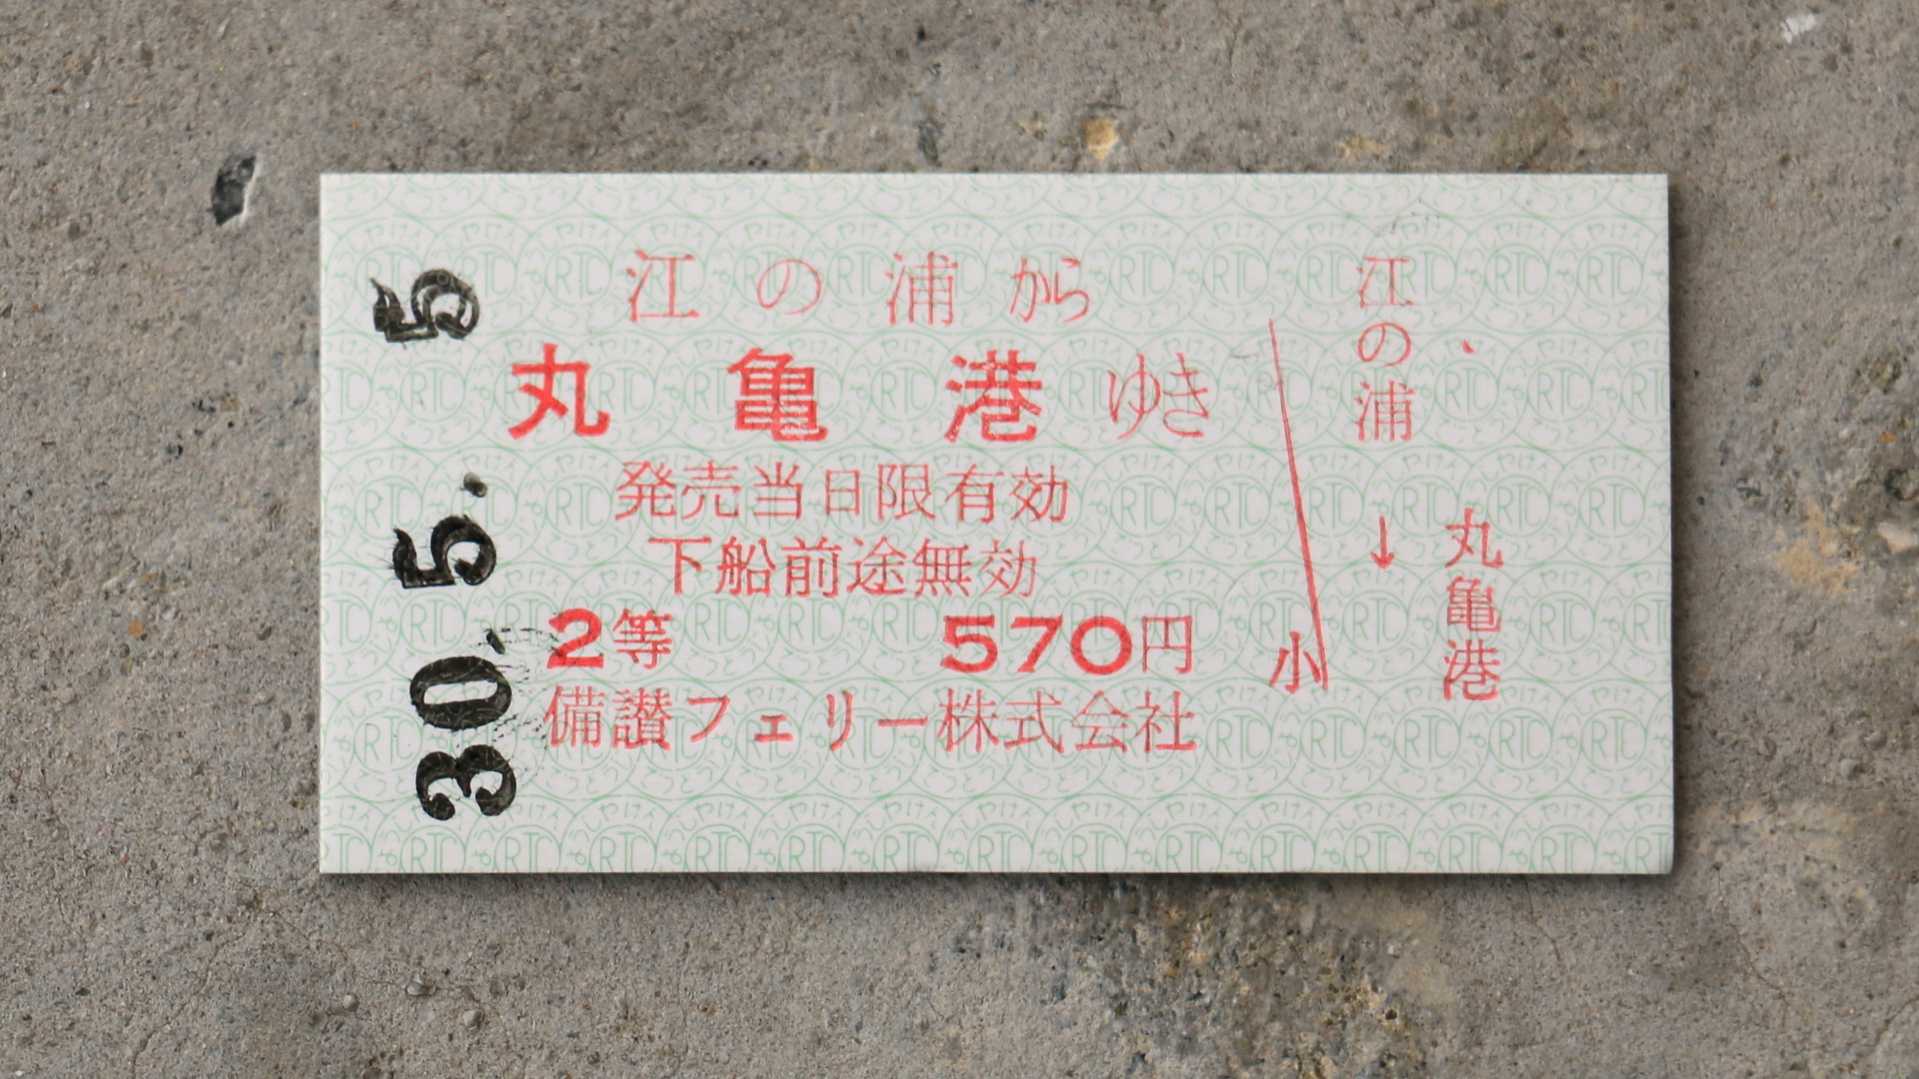 30. 5. 5
江の浦から
丸亀港ゆき
発売当日限有効
下船前途無効
2等 570円
備讃フェリー株式会社
小
江の浦
↓
丸亀港